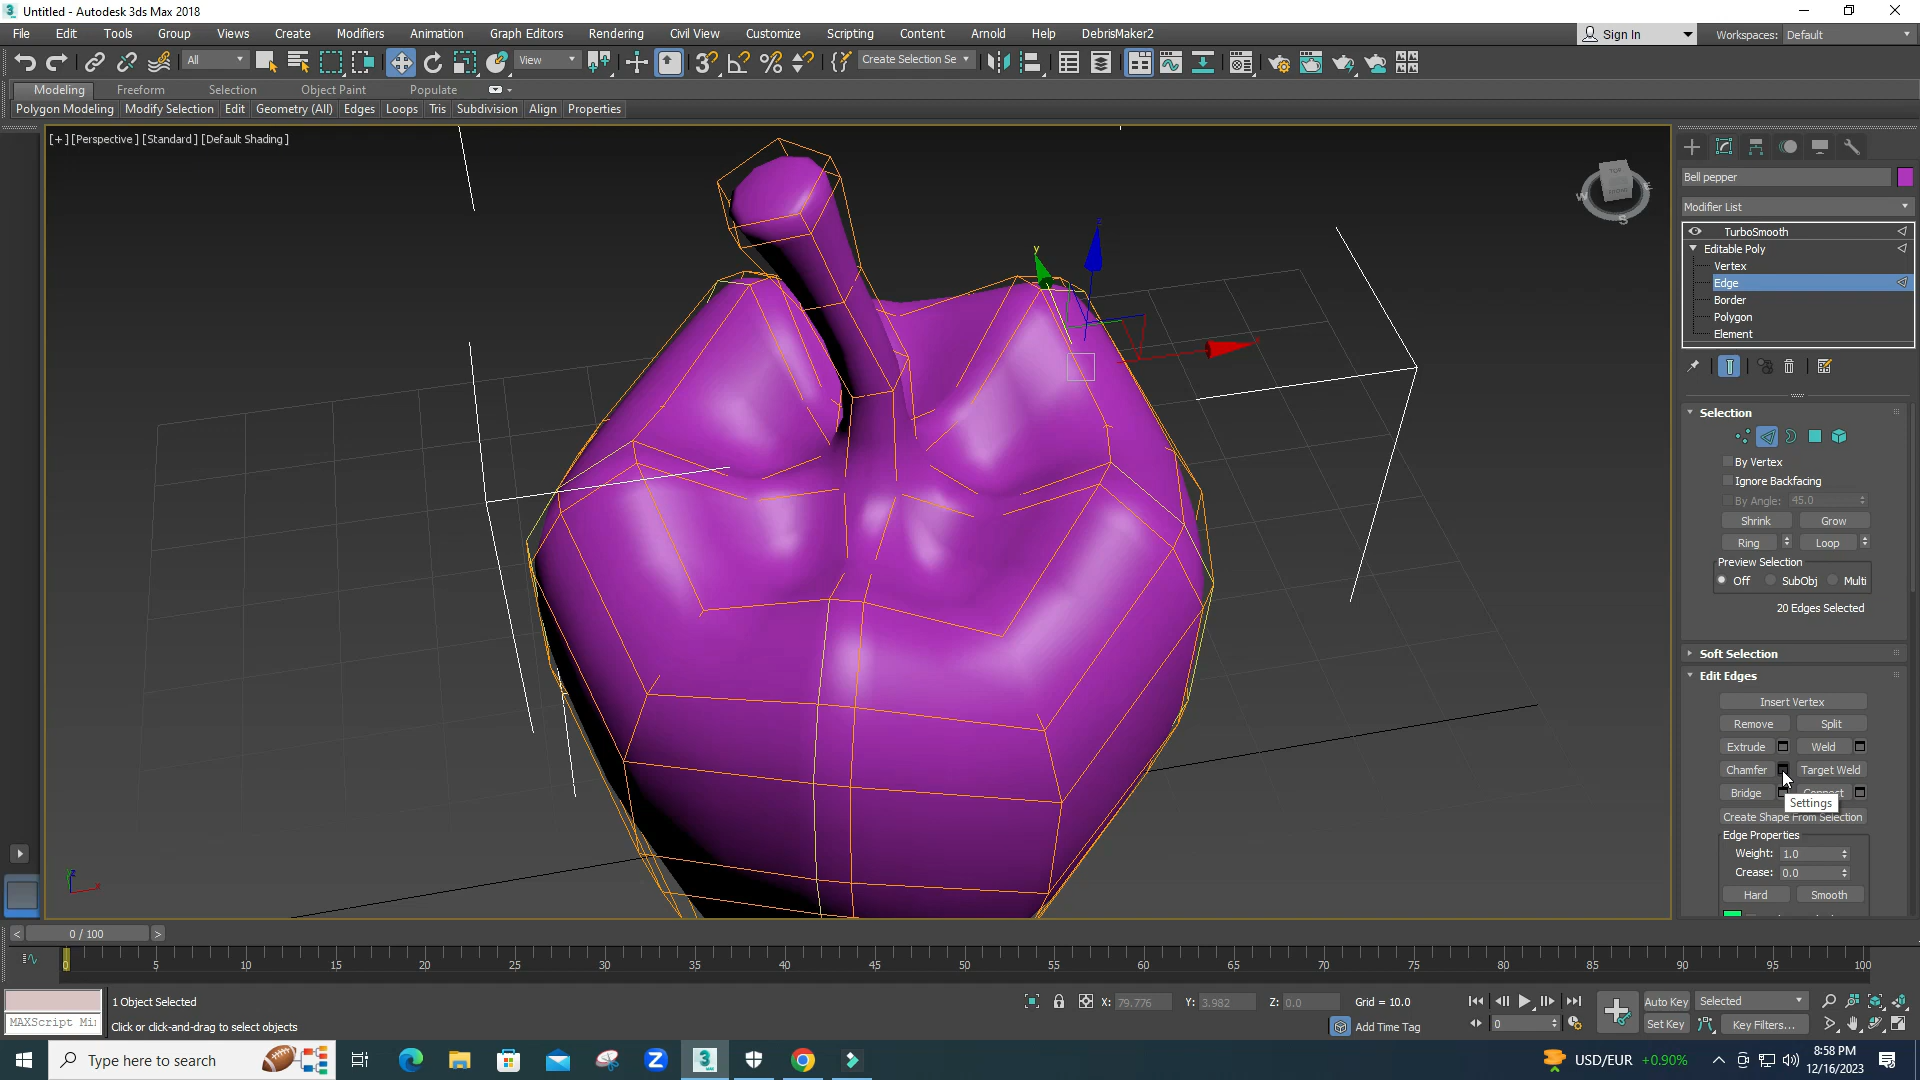 Untitled - Autodesk 3ds Max 2018
File Edit Tools Group Views Create Modifiers Animation Graph Editors Rendering Civil View Customize Scripting Content Arnold Help DebrisMaker2
Sign In
Workspaces: Default
All
View
Create Selection Se
Modeling Freeform Selection Object Paint Populate
Polygon Modeling Modify Selection Edit Geometry (All) Edges Loops Tris Subdivision Align Properties
[+] [Perspective] [Standard] [Default Shading]
TOP
FRONT
W
E
S
z
y
Bell pepper
Modifier List
TurboSmooth
Editable Poly
Vertex
Edge
Border
Polygon
Element
Selection
By Vertex
Ignore Backfacing
By Angle: 45.0
Shrink Grow
Ring Loop
Preview Selection
Off SubObj Multi
20 Edges Selected
Soft Selection
Edit Edges
Insert Vertex
Remove Split
Extrude Weld
Chamfer Target Weld
Bridge Connect
Settings
Create Shape From Selection
Edge Properties
Weight: 1.0
Crease: 0.0
Hard Smooth
z
x
< 0 / 100 >
0 5 10 15 20 25 30 35 40 45 50 55 60 65 70 75 80 85 90 95 100
1 Object Selected
X: 79.776 Y: 3.982 Z: 0.0 Grid = 10.0
Auto Key Selected
MAXScript Mi
Click or click-and-drag to select objects
Add Time Tag
0
Set Key Key Filters...
Type here to search
3
USD/EUR +0.90%
8:58 PM
12/16/2023